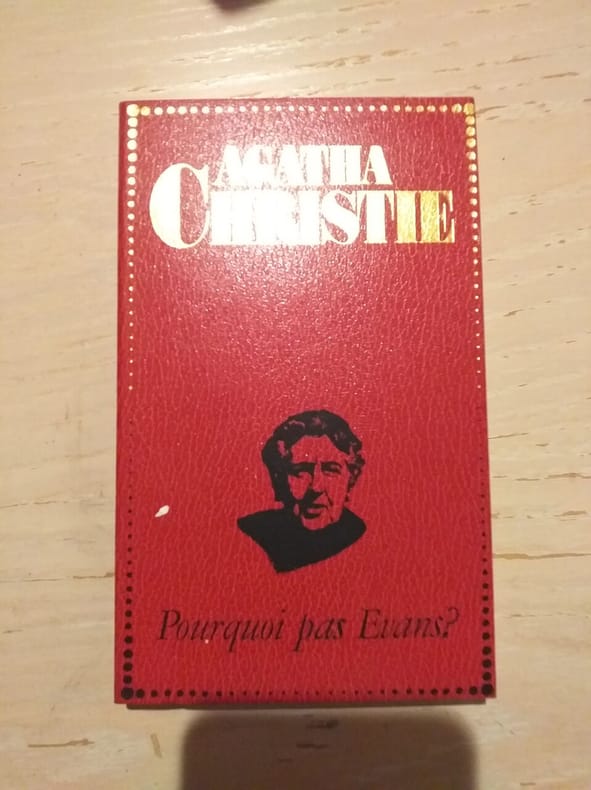 AGATHA
CHRISTIE
Pourquoi pas Evans?